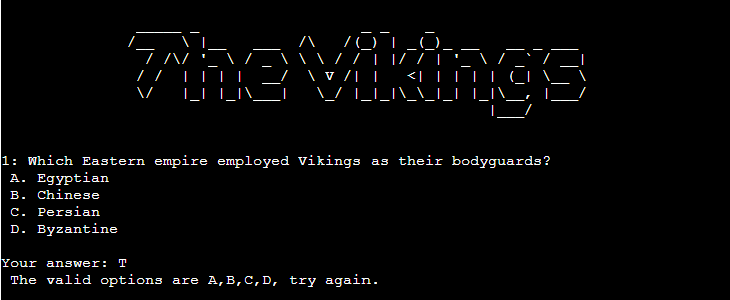 The Vikings
1: Which Eastern empire employed Vikings as their bodyguards?
A. Egyptian
B. Chinese
C. Persian
D. Byzantine
Your answer: T
The valid options are A,B,C,D, try again.